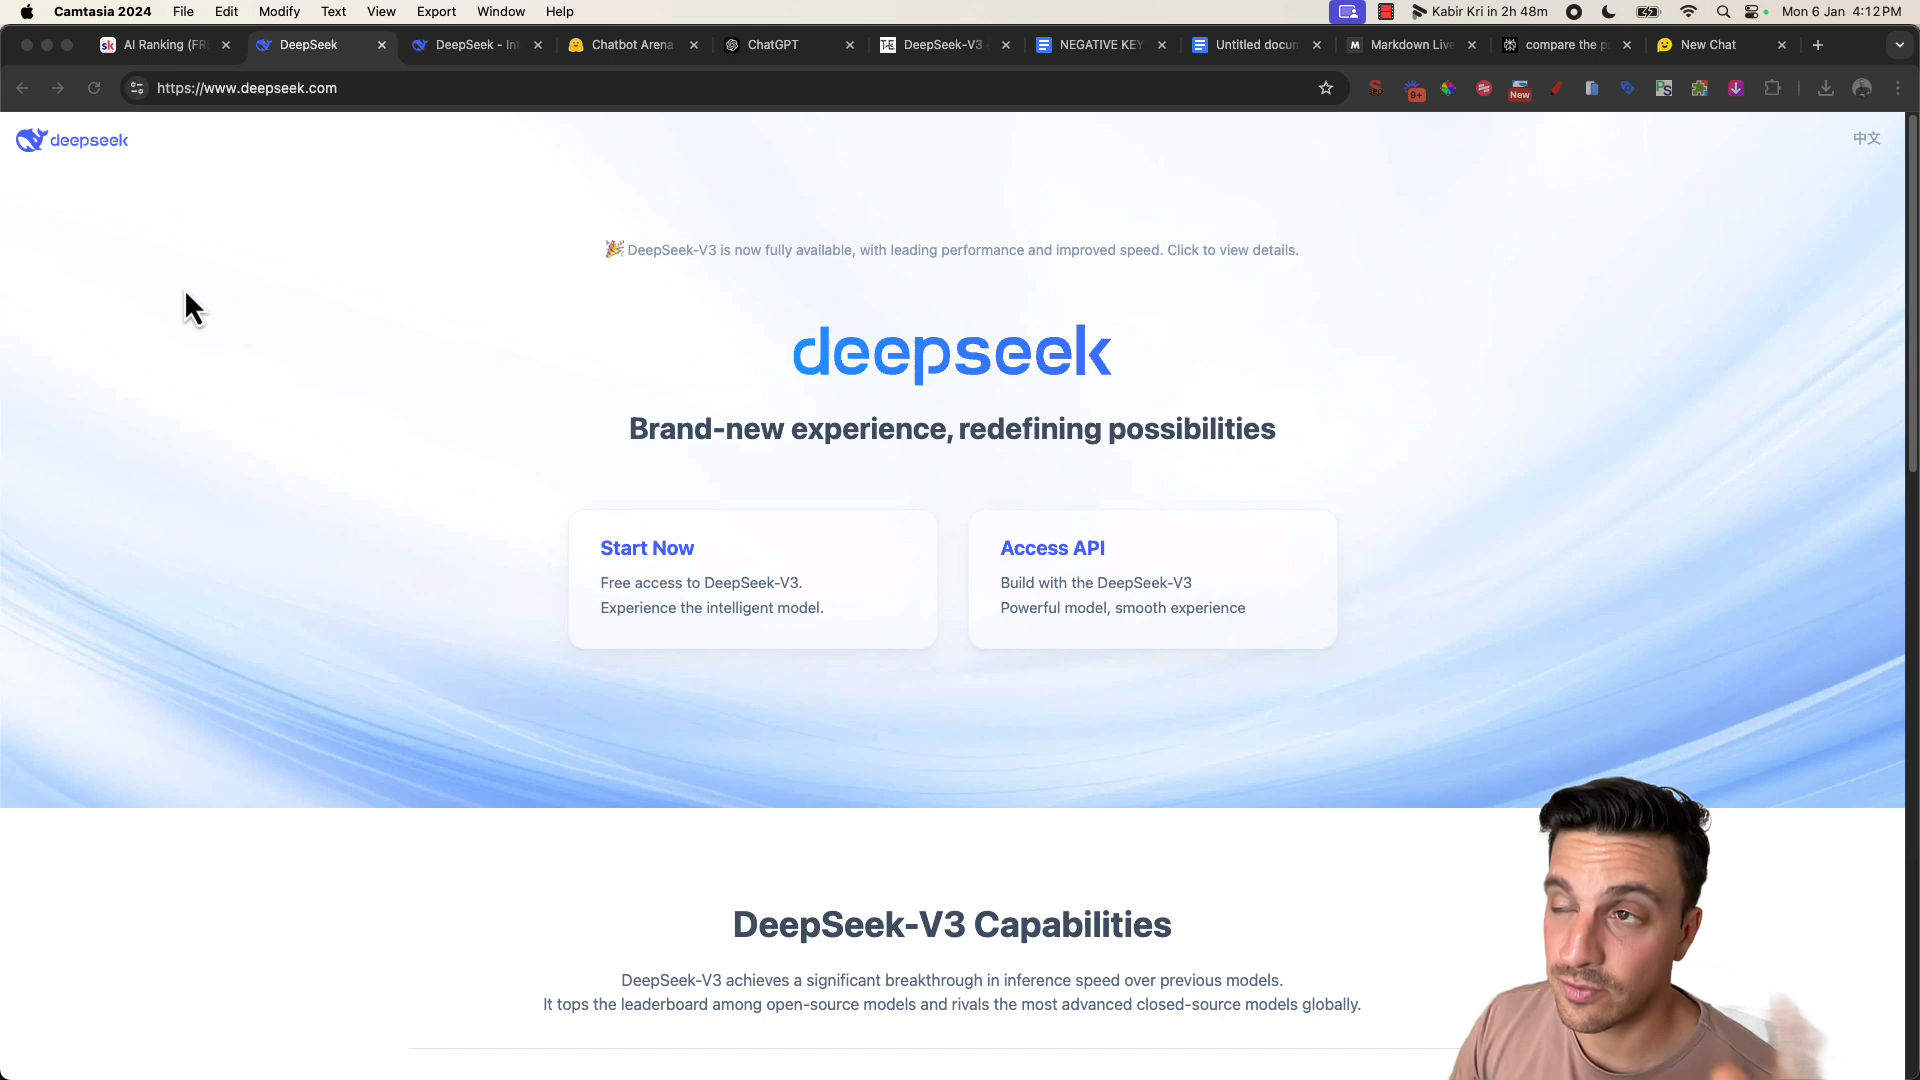 Camtasia 2024 File Edit Modify Text View Export Window Help Kabir Kri in 2h 48m Mon 6 Jan 4:12 PM
sk AI Ranking (FRE DeepSeek DeepSeek - Int Chatbot Arena ChatGPT T-E DeepSeek-V3 NEGATIVE KEY Untitled docum M Markdown Live compare the p New Chat
https://www.deepseek.com SEO 9+ New
deepseek 中文
DeepSeek-V3 is now fully available, with leading performance and improved speed. Click to view details.
deepseek
Brand-new experience, redefining possibilities
Start Now
Free access to DeepSeek-V3.
Experience the intelligent model.
Access API
Build with the DeepSeek-V3
Powerful model, smooth experience
DeepSeek-V3 Capabilities
DeepSeek-V3 achieves a significant breakthrough in inference speed over previous models.
It tops the leaderboard among open-source models and rivals the most advanced closed-source models globally.